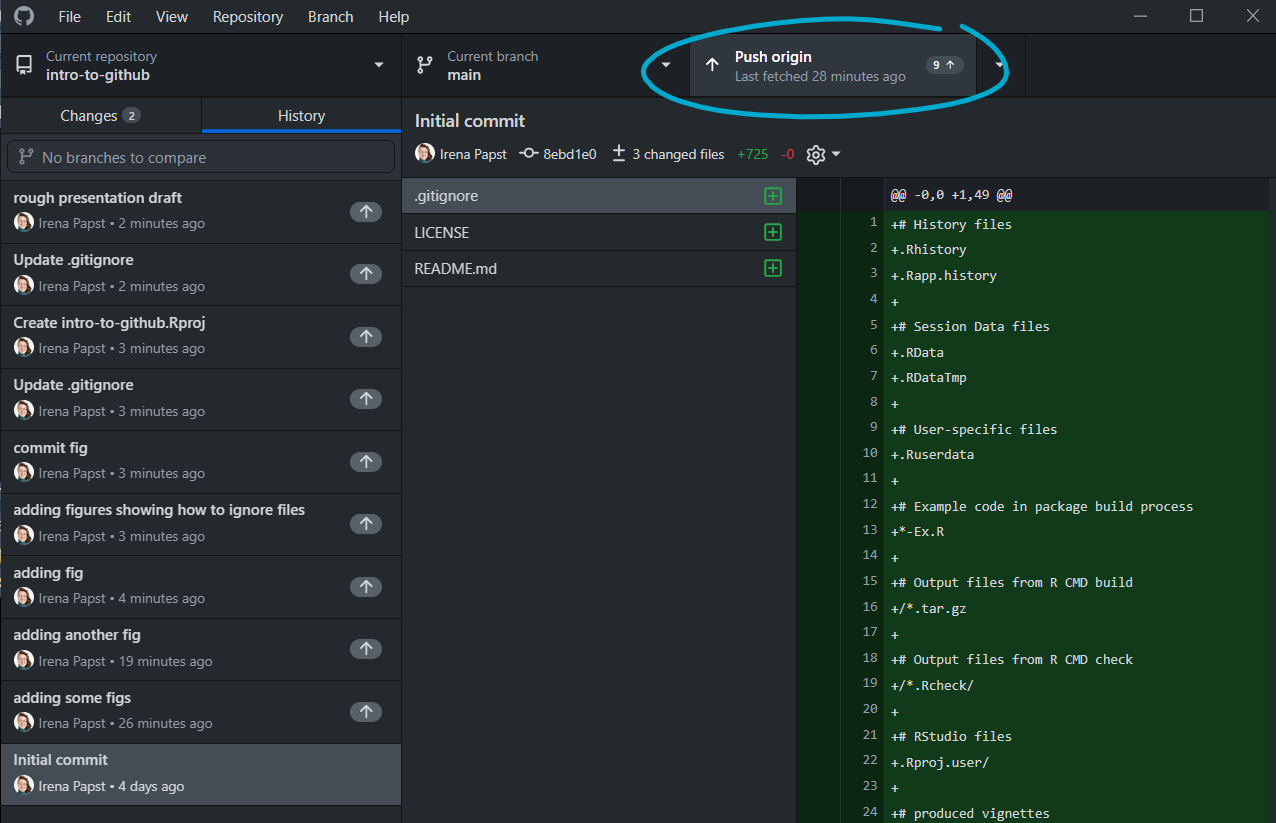 File Edit View Repository Branch Help
Current repository
intro-to-github
Current branch
main
Push origin
Last fetched 28 minutes ago
9
Changes 2
History
No branches to compare
rough presentation draft
Irena Papst • 2 minutes ago
Update .gitignore
Irena Papst • 2 minutes ago
Create intro-to-github.Rproj
Irena Papst • 3 minutes ago
Update .gitignore
Irena Papst • 3 minutes ago
commit fig
Irena Papst • 3 minutes ago
adding figures showing how to ignore files
Irena Papst • 3 minutes ago
adding fig
Irena Papst • 4 minutes ago
adding another fig
Irena Papst • 19 minutes ago
adding some figs
Irena Papst • 26 minutes ago
Initial commit
Irena Papst • 4 days ago
Initial commit
Irena Papst 8ebd1e0 3 changed files +725 -0
.gitignore
LICENSE
README.md
@@ -0,0 +1,49 @@
1 +# History files
2 +.Rhistory
3 +.Rapp.history
4 +
5 +# Session Data files
6 +.RData
7 +.RDataTmp
8 +
9 +# User-specific files
10 +.Ruserdata
11 +
12 +# Example code in package build process
13 +*-Ex.R
14 +
15 +# Output files from R CMD build
16 +/*.tar.gz
17 +
18 +# Output files from R CMD check
19 +/*.Rcheck/
20 +
21 +# RStudio files
22 +.Rproj.user/
23 +
24 +# produced vignettes